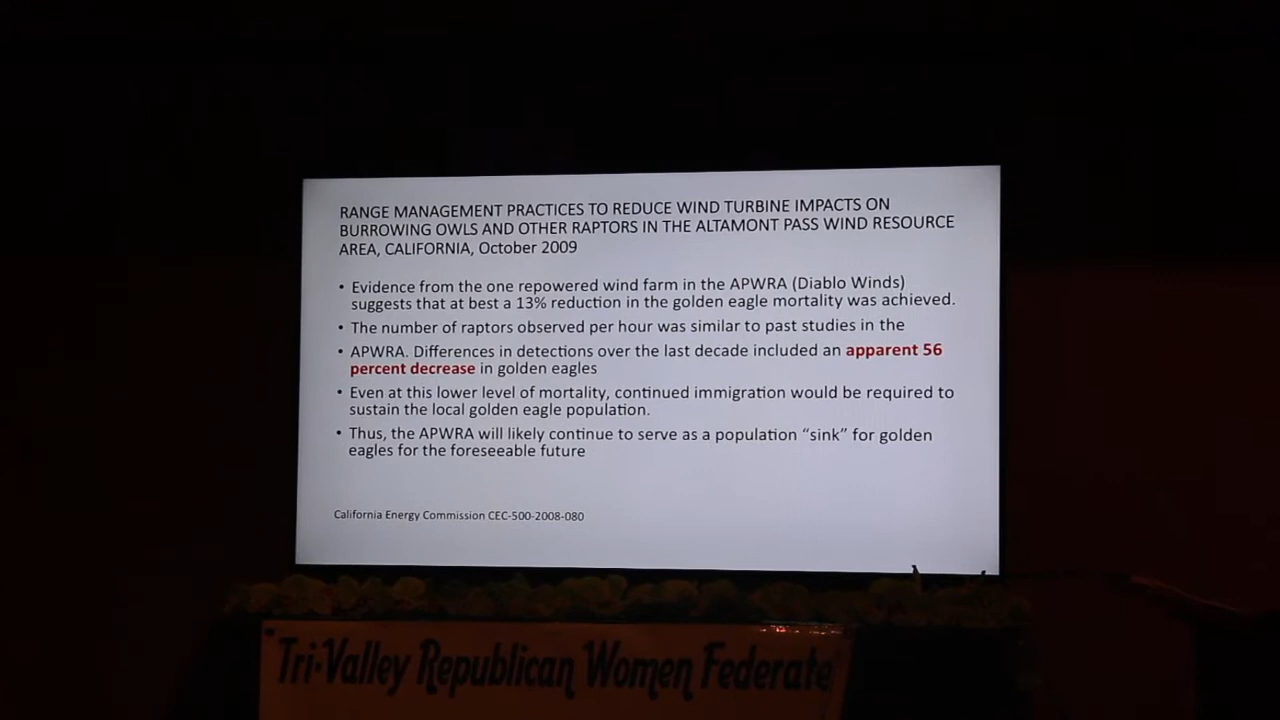 RANGE MANAGEMENT PRACTICES TO REDUCE WIND TURBINE IMPACTS ON
BURROWING OWLS AND OTHER RAPTORS IN THE ALTAMONT PASS WIND RESOURCE
AREA, CALIFORNIA, October 2009
• Evidence from the one repowered wind farm in the APWRA (Diablo Winds)
suggests that at best a 13% reduction in the golden eagle mortality was achieved.
• The number of raptors observed per hour was similar to past studies in the
• APWRA. Differences in detections over the last decade included an apparent 56
percent decrease in golden eagles
• Even at this lower level of mortality, continued immigration would be required to
sustain the local golden eagle population.
• Thus, the APWRA will likely continue to serve as a population “sink” for golden
eagles for the foreseeable future
California Energy Commission CEC-500-2008-080
Tri-Valley Republican Women Federate